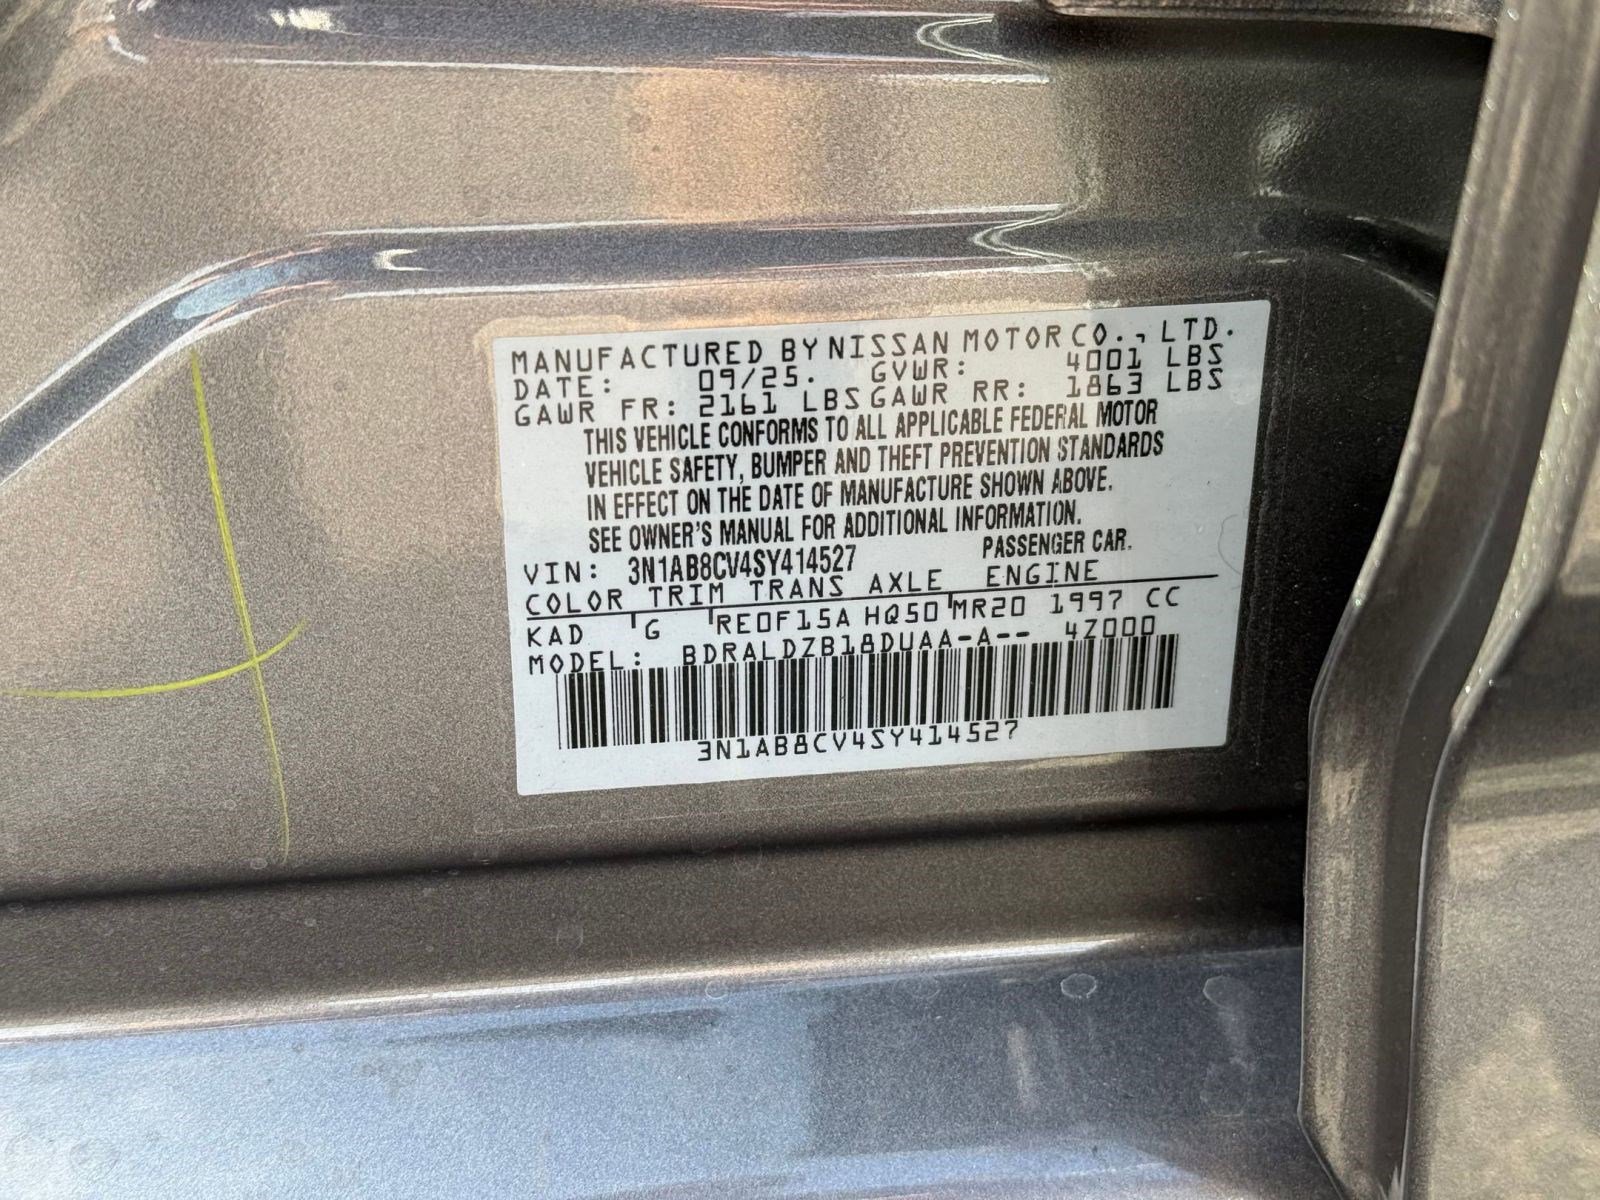 MANUFACTURED BY NISSAN MOTOR CO., LTD.
DATE: 09/25. GVWR: 4001 LBS
GAWR FR: 2161 LBS GAWR RR: 1863 LBS
THIS VEHICLE CONFORMS TO ALL APPLICABLE FEDERAL MOTOR
VEHICLE SAFETY, BUMPER AND THEFT PREVENTION STANDARDS
IN EFFECT ON THE DATE OF MANUFACTURE SHOWN ABOVE.
SEE OWNER'S MANUAL FOR ADDITIONAL INFORMATION.
VIN: 3N1AB8CV4SY414527 PASSENGER CAR.
COLOR TRIM TRANS AXLE ENGINE
KAD G RE0F15A HQ50 MR20 1997 CC
MODEL: BDRALDZB18DUAA-A-- 4Z000
3N1AB8CV4SY414527